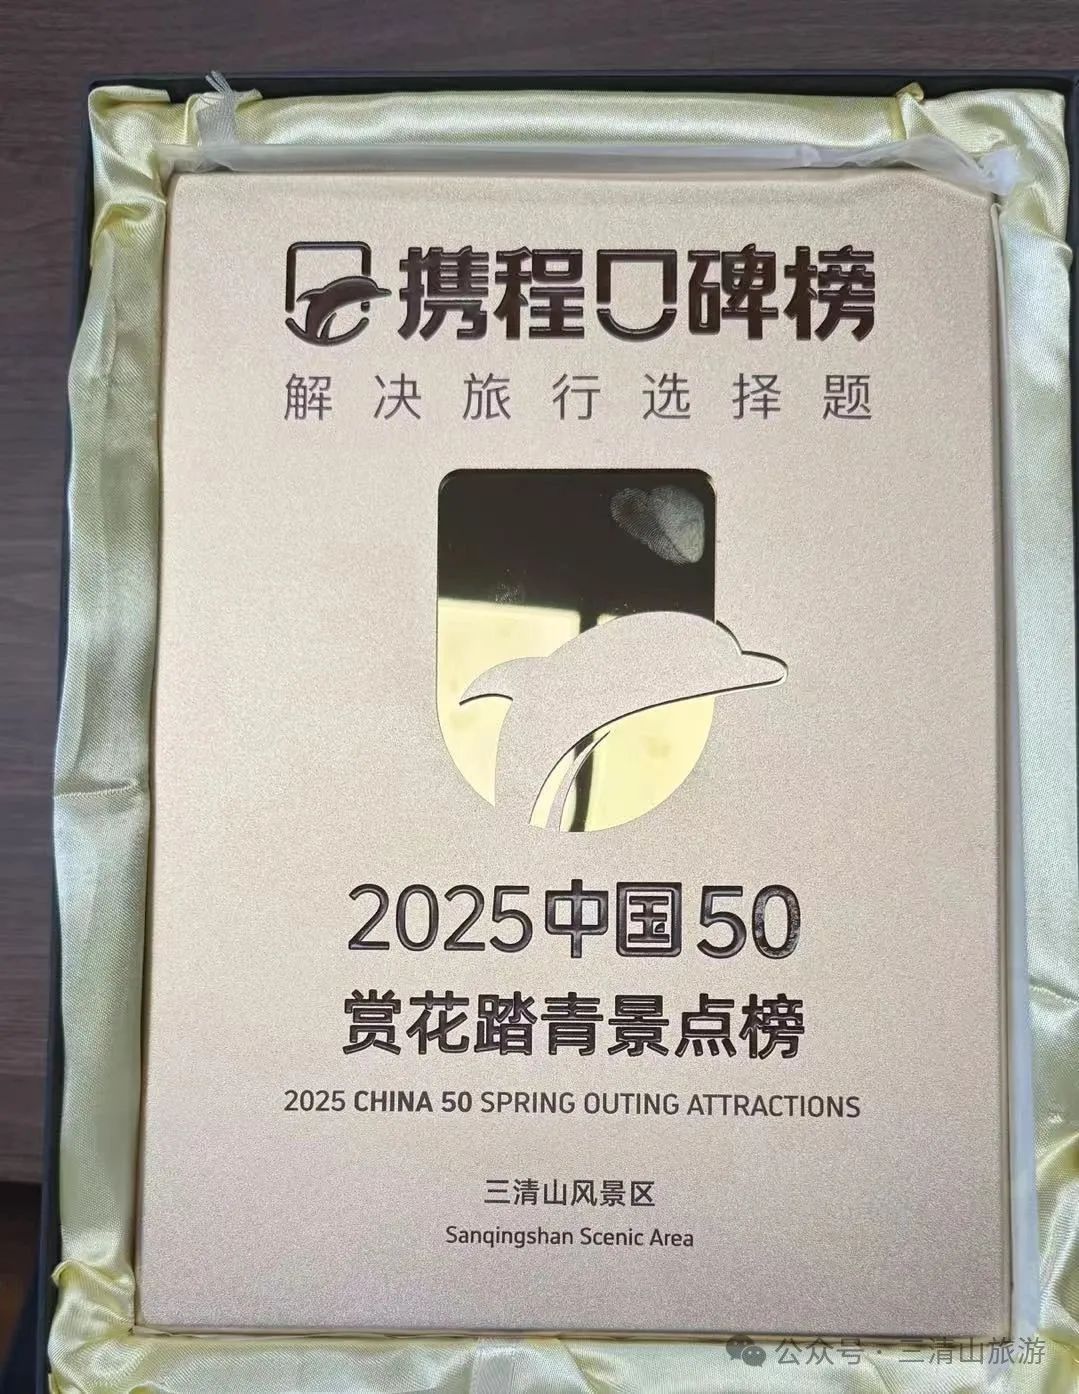 携程口碑榜
解决旅行选择题
2025中国50
赏花踏青景点榜
2025 CHINA 50 SPRING OUTING ATTRACTIONS
三清山风景区
Sanqingshan Scenic Area
公众号·三清山旅游